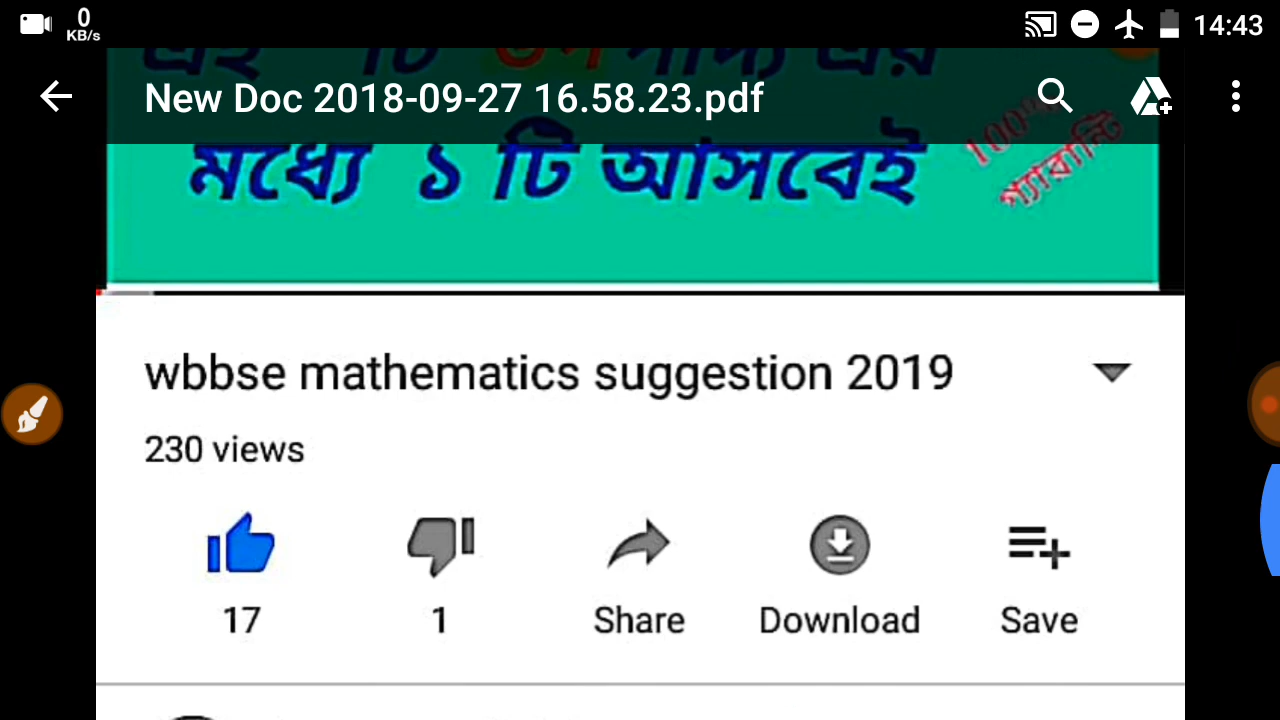 0
KB/s
14:43
New Doc 2018-09-27 16.58.23.pdf
মধ্যে ১ টি আসবেই
100%
গ্যারান্টি
wbbse mathematics suggestion 2019
230 views
17
1
Share
Download
Save